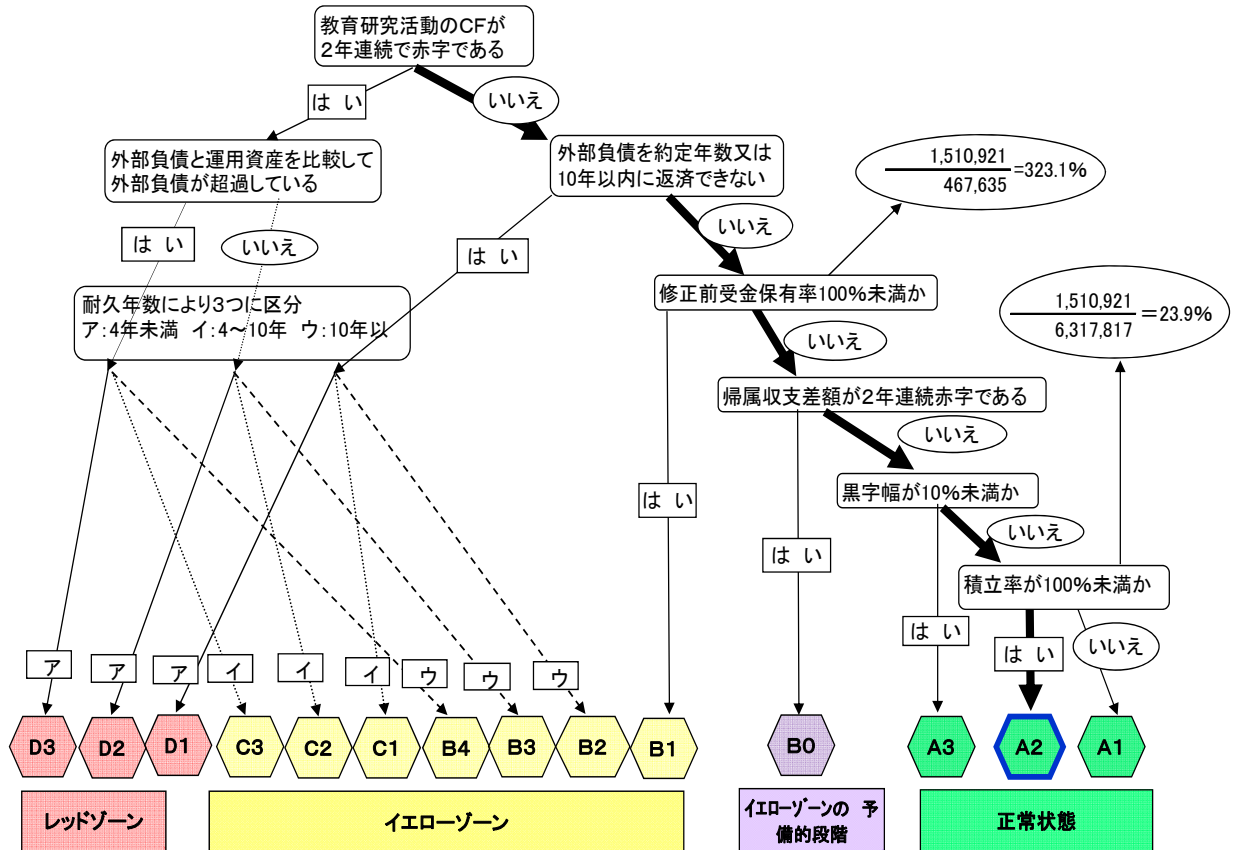 教育研究活動のCFが
2年連続で赤字である
はい
いいえ
外部負債と運用資産を比較して
外部負債が超過している
外部負債を約定年数又は
10年以内に返済できない
1,510,921
467,635
=323.1%
はい
いいえ
はい
いいえ
耐久年数により3つに区分
ア:4年未満 イ:4～10年 ウ:10年以
修正前受金保有率100%未満か
1,510,921
6,317,817
＝23.9%
いいえ
帰属収支差額が2年連続赤字である
いいえ
はい
黒字幅が10%未満か
はい
いいえ
積立率が100%未満か
はい
はい
いいえ
ア
ア
ア
イ
イ
イ
ウ
ウ
ウ
D3
D2
D1
C3
C2
C1
B4
B3
B2
B1
B0
A3
A2
A1
レッドゾーン
イエローゾーン
イエローゾーンの 予
備的段階
正常状態